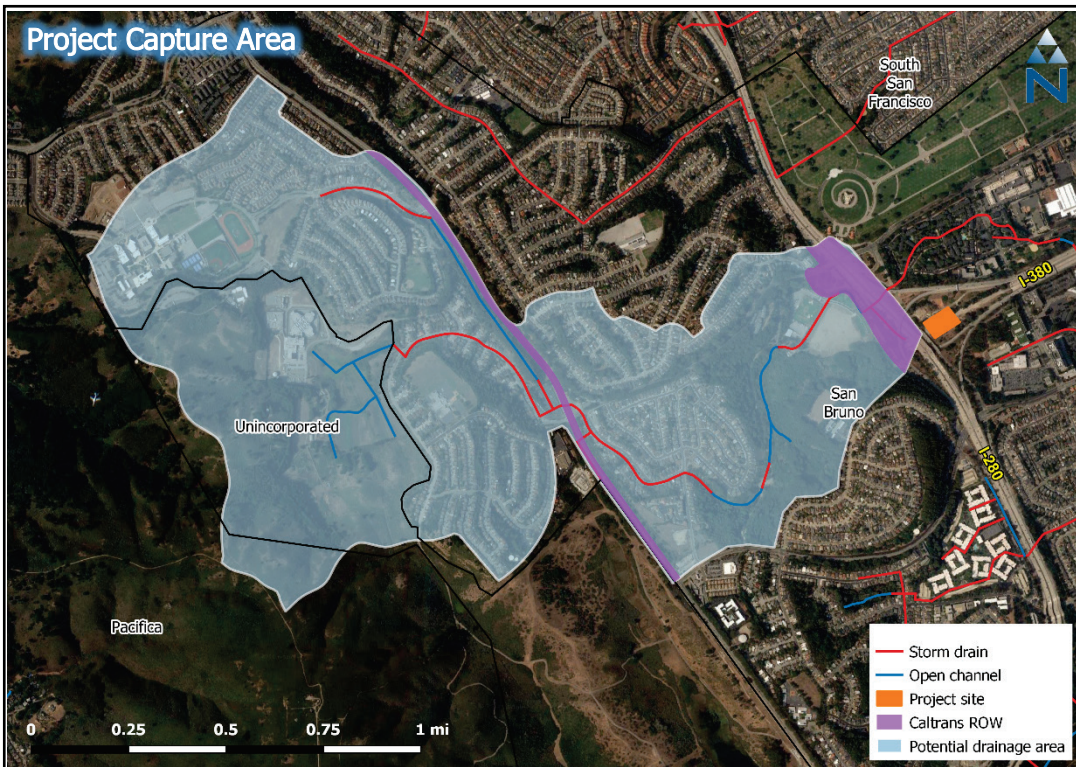 Project Capture Area
N
South
San
Francisco
I-380
San
Bruno
Unincorporated
I-280
Pacifica
Storm drain
Open channel
Project site
Caltrans ROW
Potential drainage area
0 0.25 0.5 0.75 1 mi